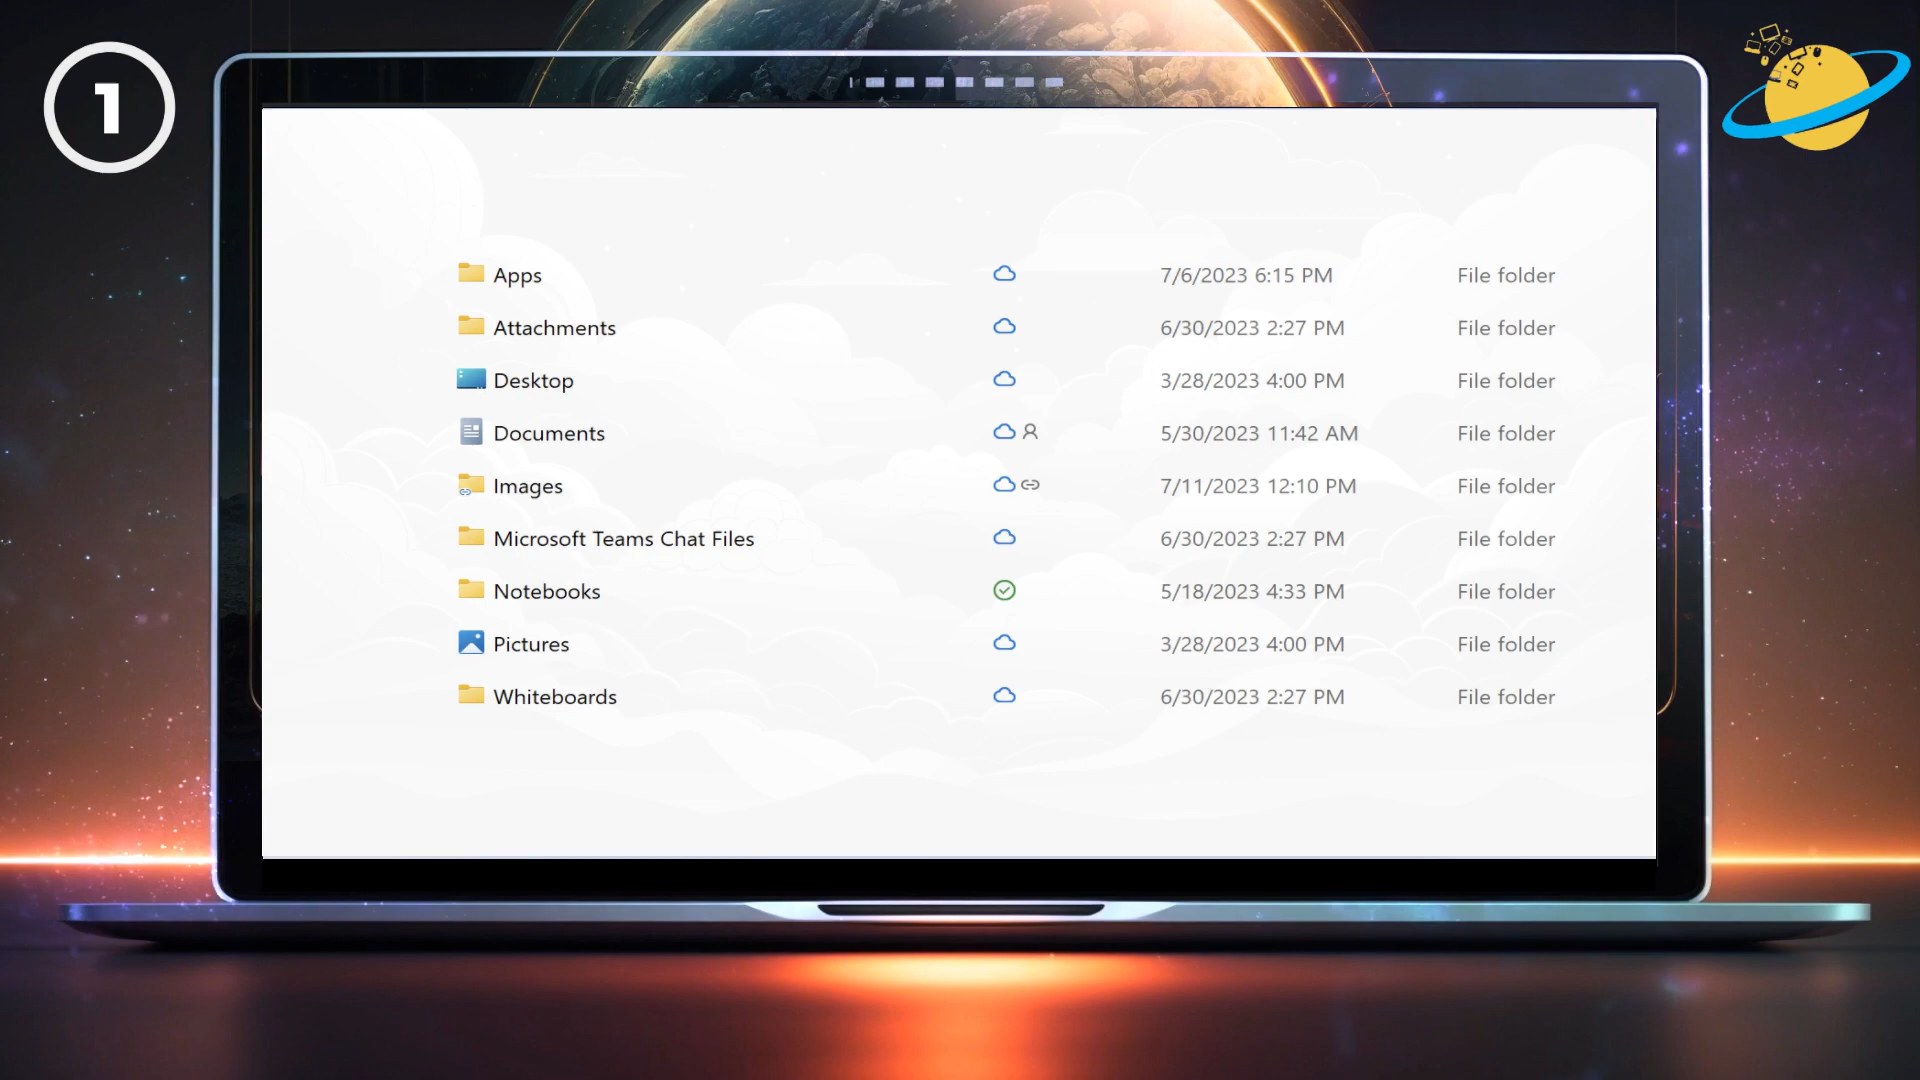 1
Apps 7/6/2023 6:15 PM File folder
Attachments 6/30/2023 2:27 PM File folder
Desktop 3/28/2023 4:00 PM File folder
Documents 5/30/2023 11:42 AM File folder
Images 7/11/2023 12:10 PM File folder
Microsoft Teams Chat Files 6/30/2023 2:27 PM File folder
Notebooks 5/18/2023 4:33 PM File folder
Pictures 3/28/2023 4:00 PM File folder
Whiteboards 6/30/2023 2:27 PM File folder